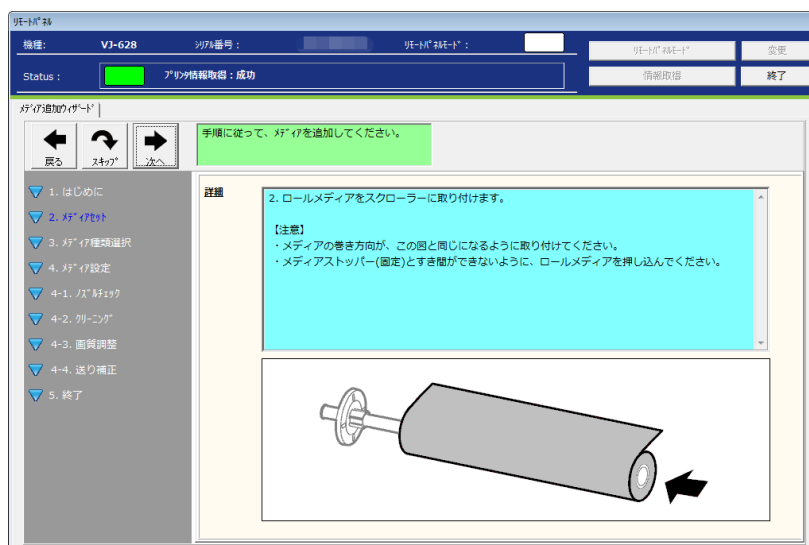 リモートパネル
機種: VJ-628 シリアル番号: リモートパネルモード: リモートパネルモード 変更
Status : プリンタ情報取得:成功 情報取得 終了
メディア追加ウィザード
戻る スキップ 次へ
手順に従って、メディアを追加してください。
1. はじめに
2. メディアセット
3. メディア種類選択
4. メディア設定
4-1. ノズルチェック
4-2. クリーニング
4-3. 画質調整
4-4. 送り補正
5. 終了
詳細
2. ロールメディアをスクローラーに取り付けます。
【注意】
・メディアの巻き方向が、この図と同じになるように取り付けてください。
・メディアストッパー(固定)とすき間ができないように、ロールメディアを押し込んでください。